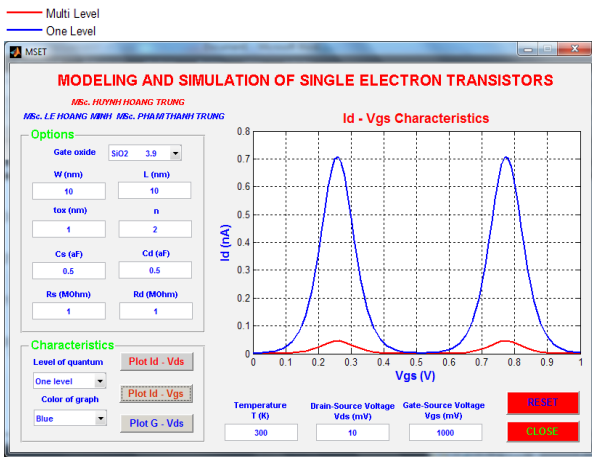 Multi Level
One Level
MSET
MODELING AND SIMULATION OF SINGLE ELECTRON TRANSISTORS
MSc. HUYNH HOANG TRUNG
MSc. LE HOANG MINH MSc. PHAM THANH TRUNG
Options
Gate oxide SiO2 3.9
W (nm) L (nm)
10 10
tox (nm) n
1 2
Cs (aF) Cd (aF)
0.5 0.5
Rs (MOhm) Rd (MOhm)
1 1
Characteristics
Level of quantum Plot Id - Vds
One level
Plot Id - Vgs
Color of graph
Blue Plot G - Vds
Id - Vgs Characteristics
0.8
0.7
0.6
0.5
0.4
0.3
0.2
0.1
0
Id (nA)
0 0.1 0.2 0.3 0.4 0.5 0.6 0.7 0.8 0.9 1
Vgs (V)
Temperature T (K)
300
Drain-Source Voltage Vds (mV)
10
Gate-Source Voltage Vgs (mV)
1000
RESET
CLOSE